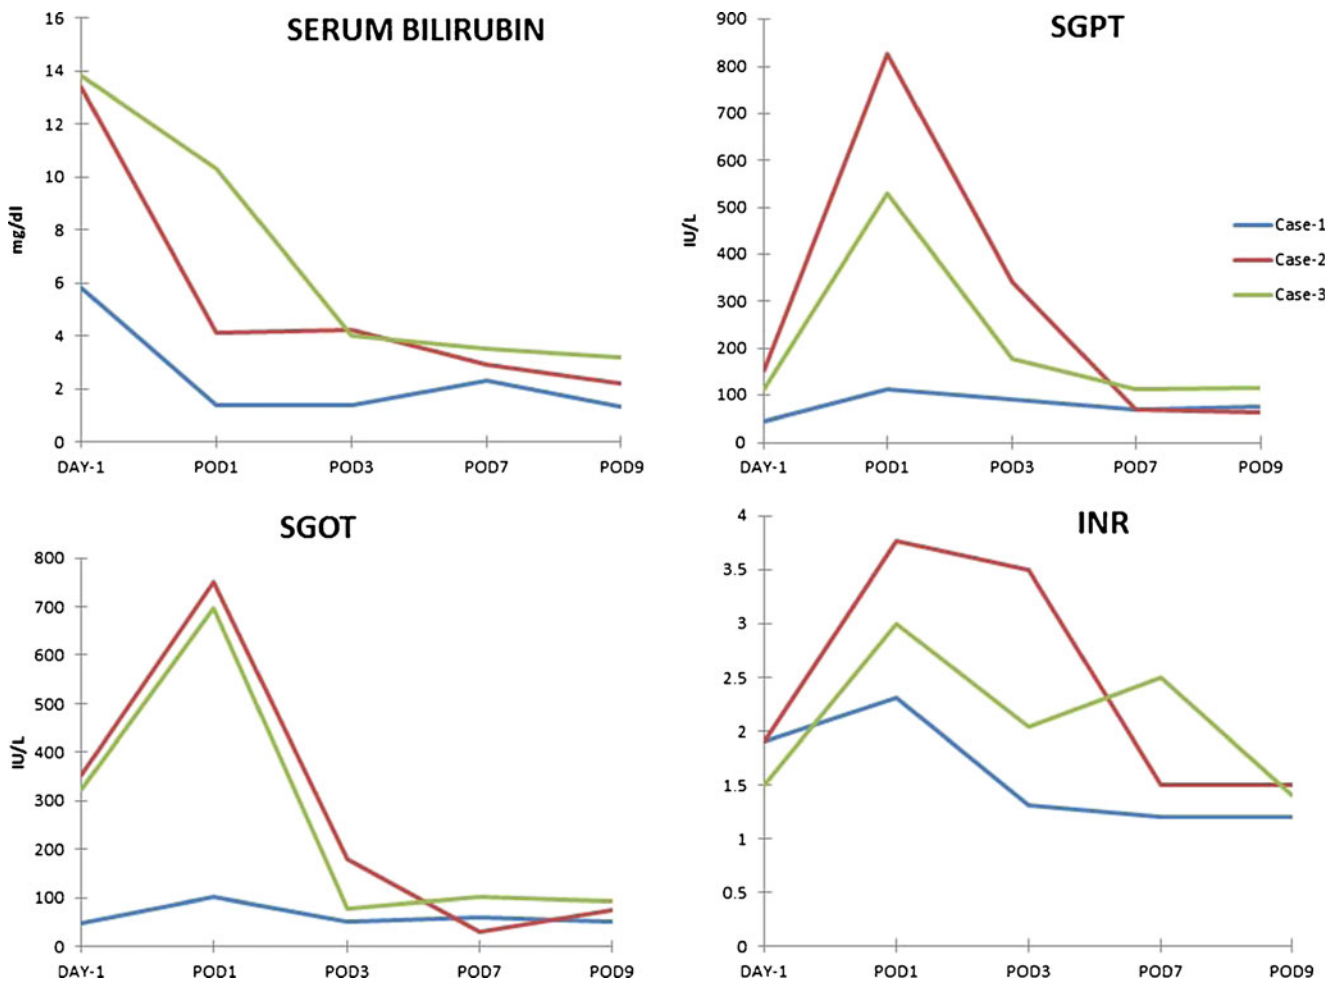 SERUM BILIRUBIN
mg/dl
16
14
12
10
8
6
4
2
0
DAY-1 POD1 POD3 POD7 POD9
SGPT
IU/L
900
800
700
600
500
400
300
200
100
0
DAY-1 POD1 POD3 POD7 POD9
Case-1
Case-2
Case-3
SGOT
IU/L
800
700
600
500
400
300
200
100
0
DAY-1 POD1 POD3 POD7 POD9
INR
4
3.5
3
2.5
2
1.5
1
0.5
0
DAY-1 POD1 POD3 POD7 POD9